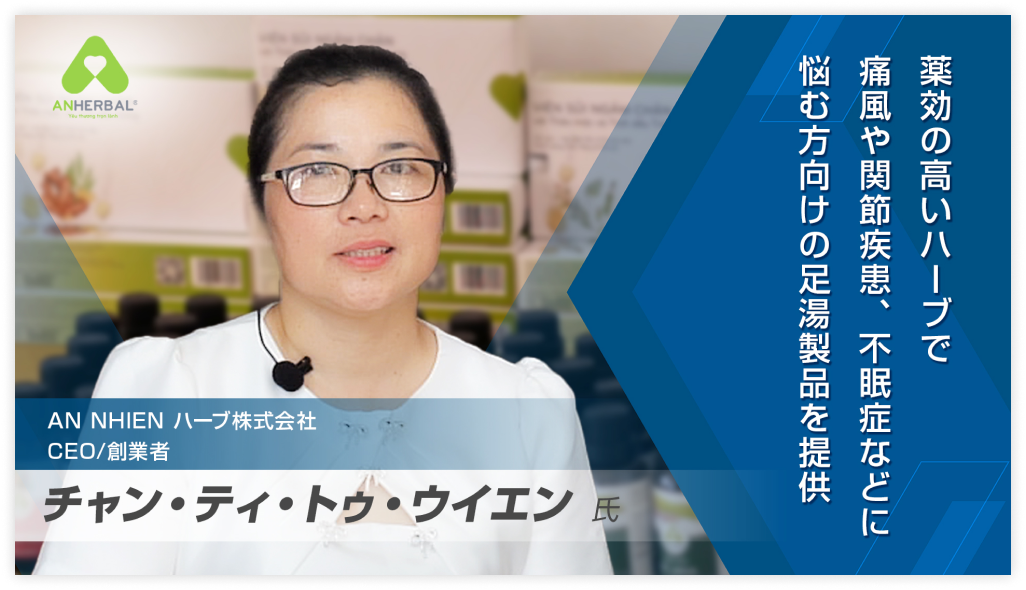 ANHERBAL®
薬効の高いハーブで
痛風や関節疾患、不眠症などに
悩む方向けの足湯製品を提供
AN NHIEN ハーブ株式会社
CEO/創業者
チャン・ティ・トゥ・ウイエン 氏